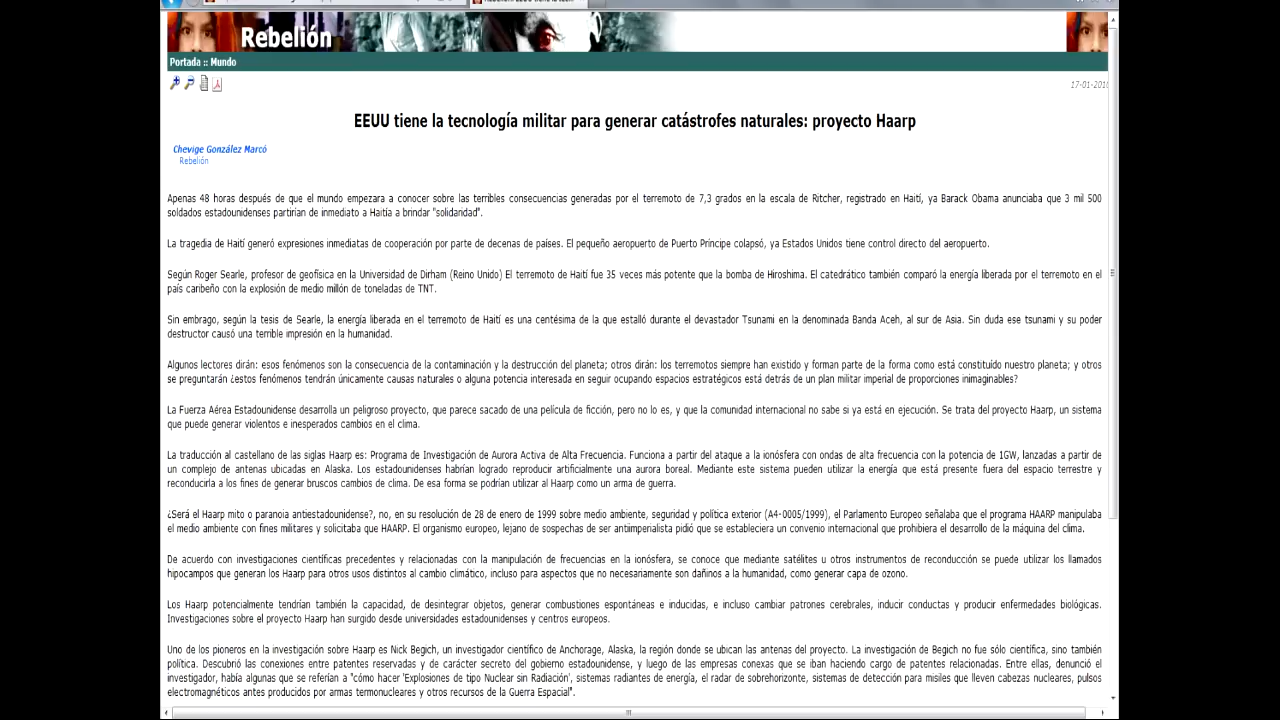 Rebelión
Portada :: Mundo
17-01-2010
EEUU tiene la tecnología militar para generar catástrofes naturales: proyecto Haarp
Chevige González Marcó
Rebelión
Apenas 48 horas después de que el mundo empezara a conocer sobre las terribles consecuencias generadas por el terremoto de 7,3 grados en la escala de Ritcher, registrado en Haití, ya Barack Obama anunciaba que 3 mil 500
soldados estadounidenses partirian de inmediato a Haitía a brindar "solidaridad".
La tragedia de Haití generó expresiones inmediatas de cooperación por parte de decenas de países. El pequeño aeropuerto de Puerto Príncipe colapsó, ya Estados Unidos tiene control directo del aeropuerto.
Según Roger Searle, profesor de geofísica en la Universidad de Dirham (Reino Unido) El terremoto de Haití fue 35 veces más potente que la bomba de Hiroshima. El catedrático también comparó la energía liberada por el terremoto en el
país caribeño con la explosión de medio millón de toneladas de TNT.
Sin embrago, según la tesis de Searle, la energía liberada en el terremoto de Haití es una centésima de la que estalló durante el devastador Tsunami en la denominada Banda Aceh, al sur de Asia. Sin duda ese tsunami y su poder
destructor causó una terrible impresión en la humanidad.
Algunos lectores dirán: esos fenómenos son la consecuencia de la contaminación y la destrucción del planeta; otros dirán: los terremotos siempre han existido y forman parte de la forma como está constituído nuestro planeta; y otros
se preguntarán ¿estos fenómenos tendrán únicamente causas naturales o alguna potencia interesada en seguir ocupando espacios estratégicos está detrás de un plan militar imperial de proporciones inimaginables?
La Fuerza Aérea Estadounidense desarrolla un peligroso proyecto, que parece sacado de una película de ficción, pero no lo es, y que la comunidad internacional no sabe si ya está en ejecución. Se trata del proyecto Haarp, un sistema
que puede generar violentos e inesperados cambios en el clima.
La traducción al castellano de las siglas Haarp es: Programa de Investigación de Aurora Activa de Alta Frecuencia. Funciona a partir del ataque a la ionósfera con ondas de alta frecuencia con la potencia de 1GW, lanzadas a partir de
un complejo de antenas ubicadas en Alaska. Los estadounidenses habrían logrado reproducir artificialmente una aurora boreal. Mediante este sistema pueden utilizar la energía que está presente fuera del espacio terrestre y
reconducirla a los fines de generar bruscos cambios de clima. De esa forma se podrían utilizar al Haarp como un arma de guerra.
¿Será el Haarp mito o paranoia antiestadounidense?, no, en su resolución de 28 de enero de 1999 sobre medio ambiente, seguridad y política exterior (A4-0005/1999), el Parlamento Europeo señalaba que el programa HAARP manipulaba
el medio ambiente con fines militares y solicitaba que HAARP. El organismo europeo, lejano de sospechas de ser antiimperialista pidió que se estableciera un convenio internacional que prohibiera el desarrollo de la máquina del clima.
De acuerdo con investigaciones científicas precedentes y relacionadas con la manipulación de frecuencias en la ionósfera, se conoce que mediante satélites u otros instrumentos de reconducción se puede utilizar los llamados
hipocampos que generan los Haarp para otros usos distintos al cambio climático, incluso para aspectos que no necesariamente son dañinos a la humanidad, como generar capa de ozono.
Los Haarp potencialmente tendrían también la capacidad, de desintegrar objetos, generar combustiones espontáneas e inducidas, e incluso cambiar patrones cerebrales, inducir conductas y producir enfermedades biológicas.
Investigaciones sobre el proyecto Haarp han surgido desde universidades estadounidenses y centros europeos.
Uno de los pioneros en la investigación sobre Haarp es Nick Begich, un investigador científico de Anchorage, Alaska, la región donde se ubican las antenas del proyecto. La investigación de Begich no fue sólo científica, sino también
política. Descubrió las conexiones entre patentes reservadas y de carácter secreto del gobierno estadounidense, y luego de las empresas conexas que se iban haciendo cargo de patentes relacionadas. Entre ellas, denunció el
investigador, había algunas que se referían a "cómo hacer 'Explosiones de tipo Nuclear sin Radiación', sistemas radiantes de energía, el radar de sobrehorizonte, sistemas de detección para misiles que lleven cabezas nucleares, pulsos
electromagnéticos antes producidos por armas termonucleares y otros recursos de la Guerra Espacial".